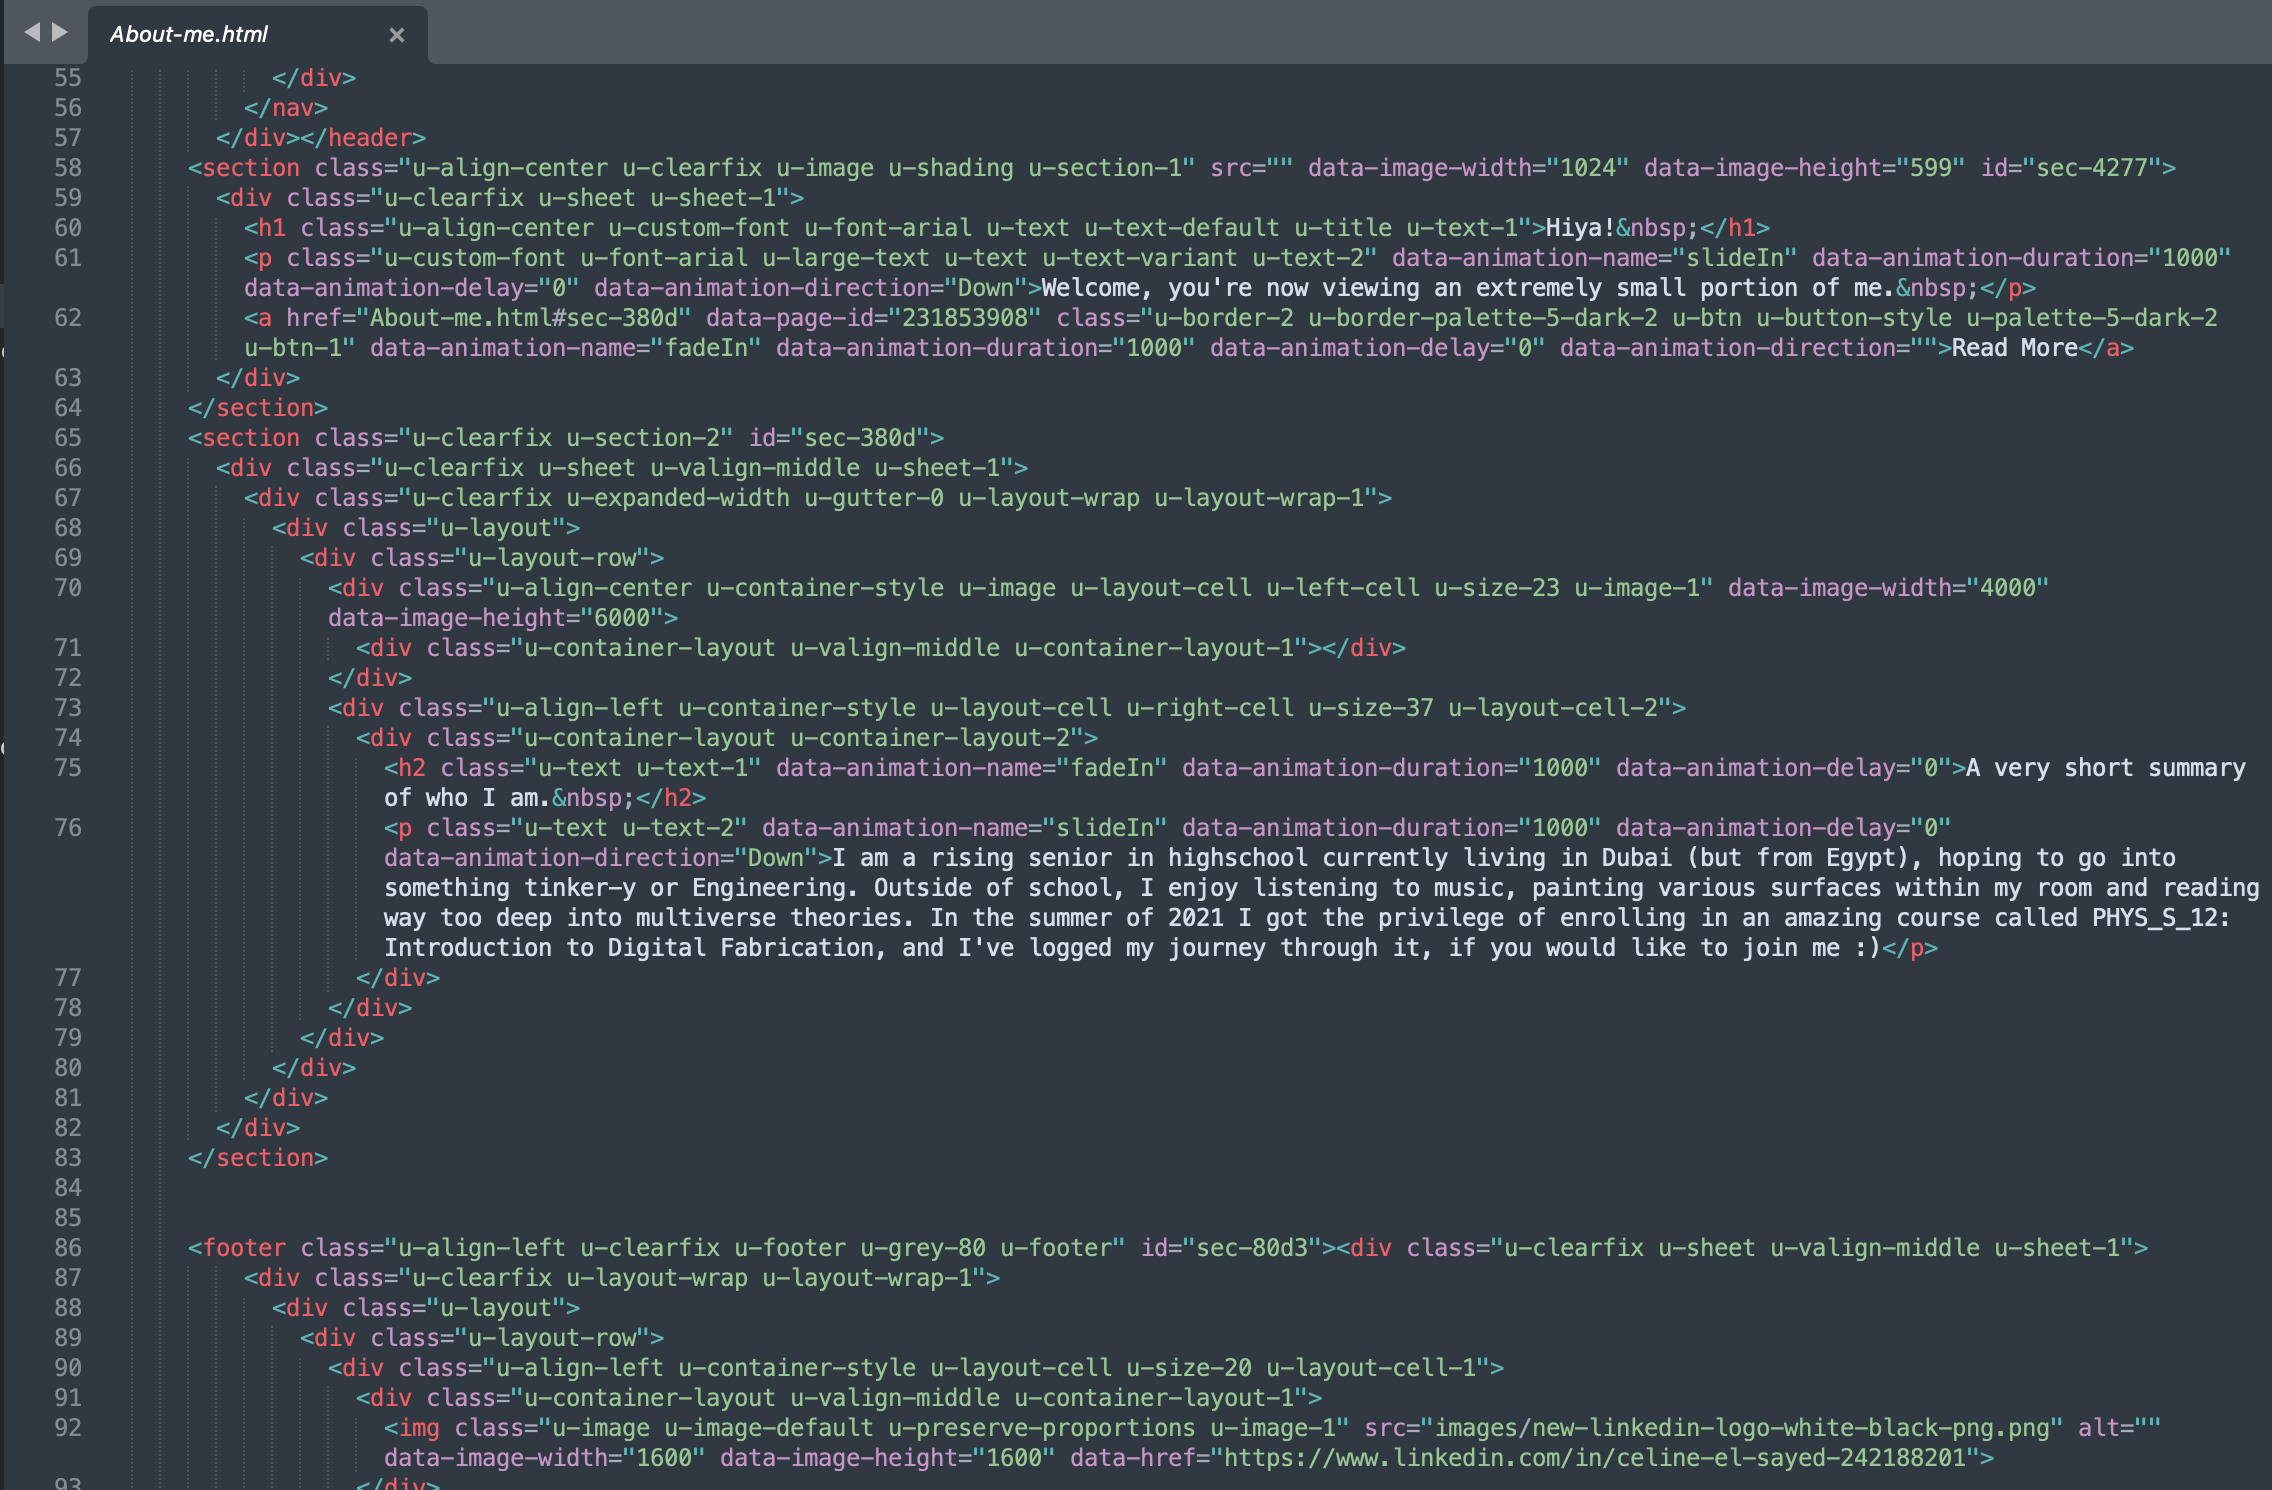 About-me.html ×
55 </div>
56 </nav>
57 </div></header>
58 <section class="u-align-center u-clearfix u-image u-shading u-section-1" src="" data-image-width="1024" data-image-height="599" id="sec-4277">
59 <div class="u-clearfix u-sheet u-sheet-1">
60 <h1 class="u-align-center u-custom-font u-font-arial u-text u-text-default u-title u-text-1">Hiya!&nbsp;</h1>
61 <p class="u-custom-font u-font-arial u-large-text u-text u-text-variant u-text-2" data-animation-name="slideIn" data-animation-duration="1000"
data-animation-delay="0" data-animation-direction="Down">Welcome, you're now viewing an extremely small portion of me.&nbsp;</p>
62 <a href="About-me.html#sec-380d" data-page-id="231853908" class="u-border-2 u-border-palette-5-dark-2 u-btn u-button-style u-palette-5-dark-2
u-btn-1" data-animation-name="fadeIn" data-animation-duration="1000" data-animation-delay="0" data-animation-direction="">Read More</a>
63 </div>
64 </section>
65 <section class="u-clearfix u-section-2" id="sec-380d">
66 <div class="u-clearfix u-sheet u-valign-middle u-sheet-1">
67 <div class="u-clearfix u-expanded-width u-gutter-0 u-layout-wrap u-layout-wrap-1">
68 <div class="u-layout">
69 <div class="u-layout-row">
70 <div class="u-align-center u-container-style u-image u-layout-cell u-left-cell u-size-23 u-image-1" data-image-width="4000"
data-image-height="6000">
71 <div class="u-container-layout u-valign-middle u-container-layout-1"></div>
72 </div>
73 <div class="u-align-left u-container-style u-layout-cell u-right-cell u-size-37 u-layout-cell-2">
74 <div class="u-container-layout u-container-layout-2">
75 <h2 class="u-text u-text-1" data-animation-name="fadeIn" data-animation-duration="1000" data-animation-delay="0">A very short summary
of who I am.&nbsp;</h2>
76 <p class="u-text u-text-2" data-animation-name="slideIn" data-animation-duration="1000" data-animation-delay="0"
data-animation-direction="Down">I am a rising senior in highschool currently living in Dubai (but from Egypt), hoping to go into
something tinker-y or Engineering. Outside of school, I enjoy listening to music, painting various surfaces within my room and reading
way too deep into multiverse theories. In the summer of 2021 I got the privilege of enrolling in an amazing course called PHYS_S_12:
Introduction to Digital Fabrication, and I've logged my journey through it, if you would like to join me :)</p>
77 </div>
78 </div>
79 </div>
80 </div>
81 </div>
82 </div>
83 </section>
84
85
86 <footer class="u-align-left u-clearfix u-footer u-grey-80 u-footer" id="sec-80d3"><div class="u-clearfix u-sheet u-valign-middle u-sheet-1">
87 <div class="u-clearfix u-layout-wrap u-layout-wrap-1">
88 <div class="u-layout">
89 <div class="u-layout-row">
90 <div class="u-align-left u-container-style u-layout-cell u-size-20 u-layout-cell-1">
91 <div class="u-container-layout u-valign-middle u-container-layout-1">
92 <img class="u-image u-image-default u-preserve-proportions u-image-1" src="images/new-linkedin-logo-white-black-png.png" alt=""
data-image-width="1600" data-image-height="1600" data-href="https://www.linkedin.com/in/celine-el-sayed-242188201">
93 </div>